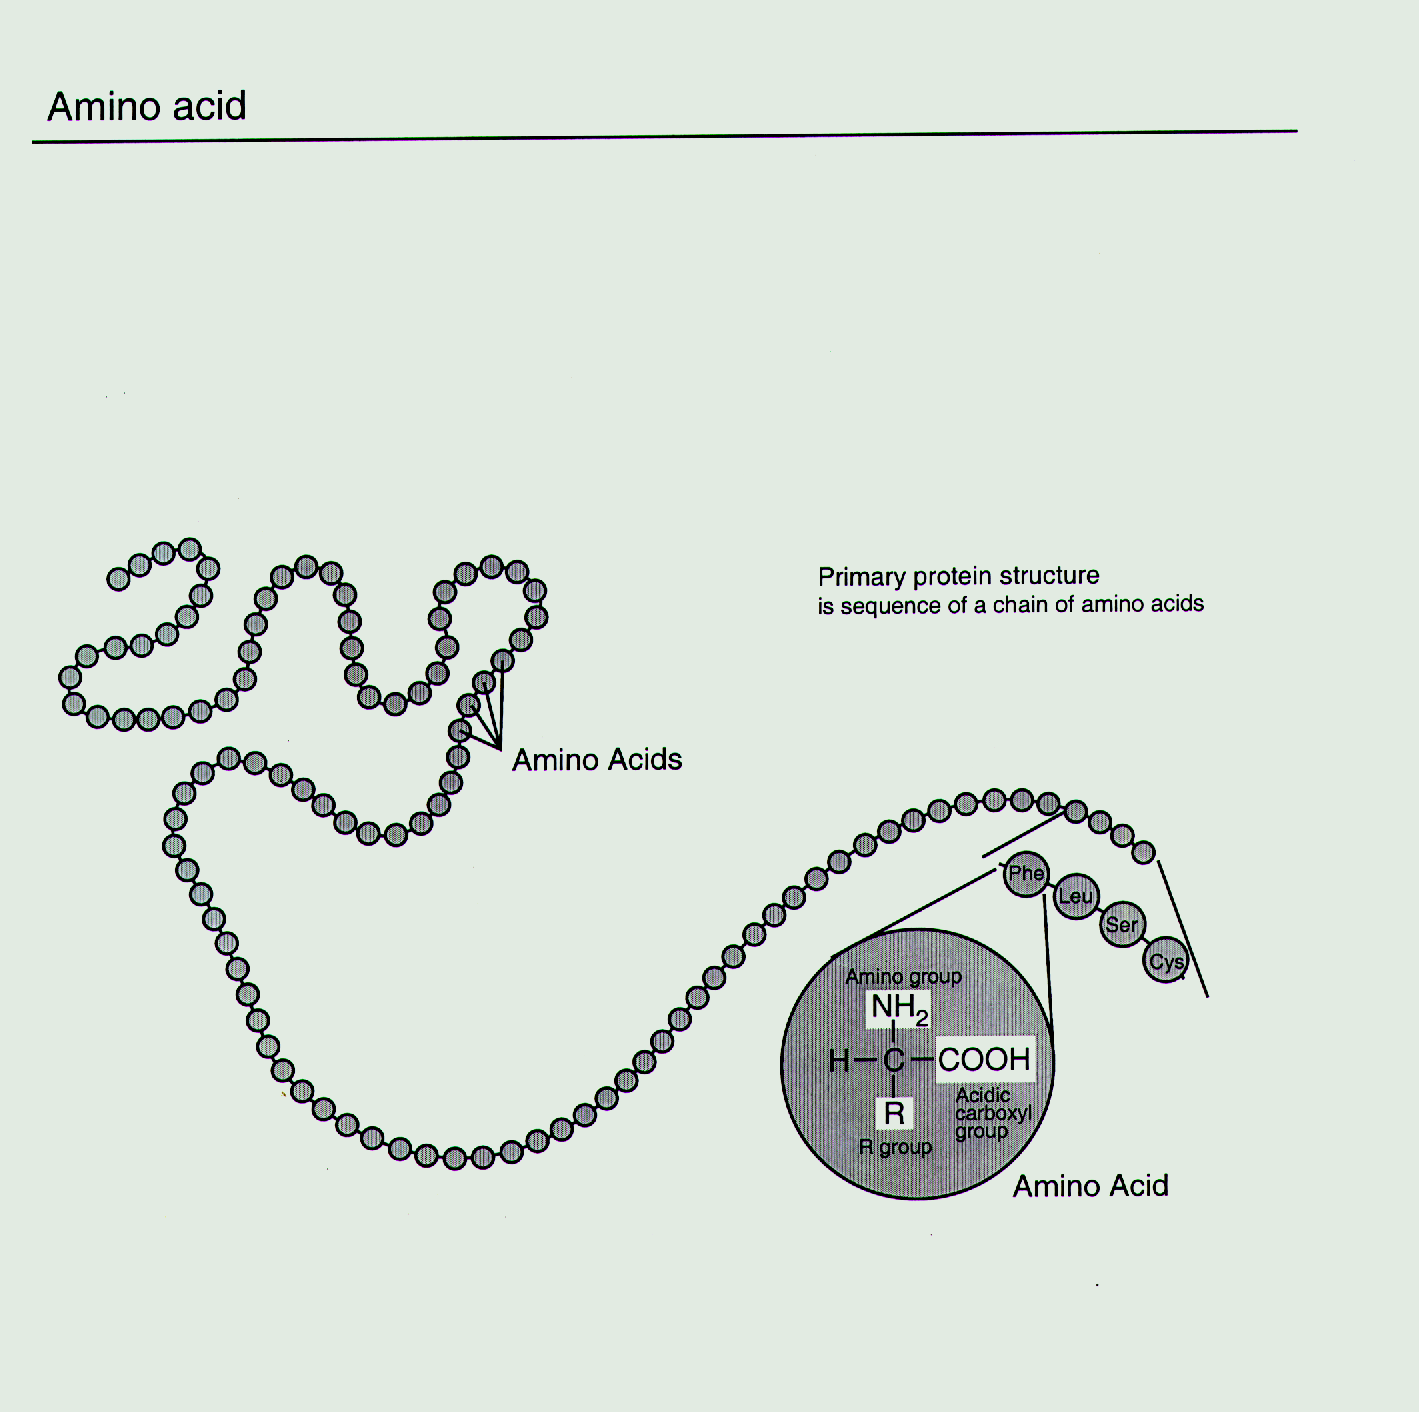 Amino acid
Primary protein structure
is sequence of a chain of amino acids
Amino Acids
Phe
Leu
Ser
Cys
Amino group
NH2
H–C–COOH
Acidic
carboxyl
group
R
R group
Amino Acid